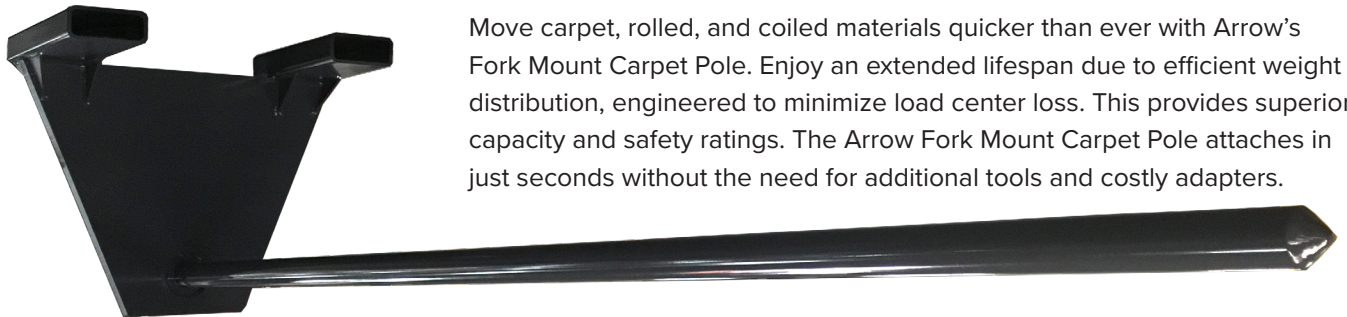 Move carpet, rolled, and coiled materials quicker than ever with Arrow’s
Fork Mount Carpet Pole. Enjoy an extended lifespan due to efficient weight
distribution, engineered to minimize load center loss. This provides superior
capacity and safety ratings. The Arrow Fork Mount Carpet Pole attaches in
just seconds without the need for additional tools and costly adapters.